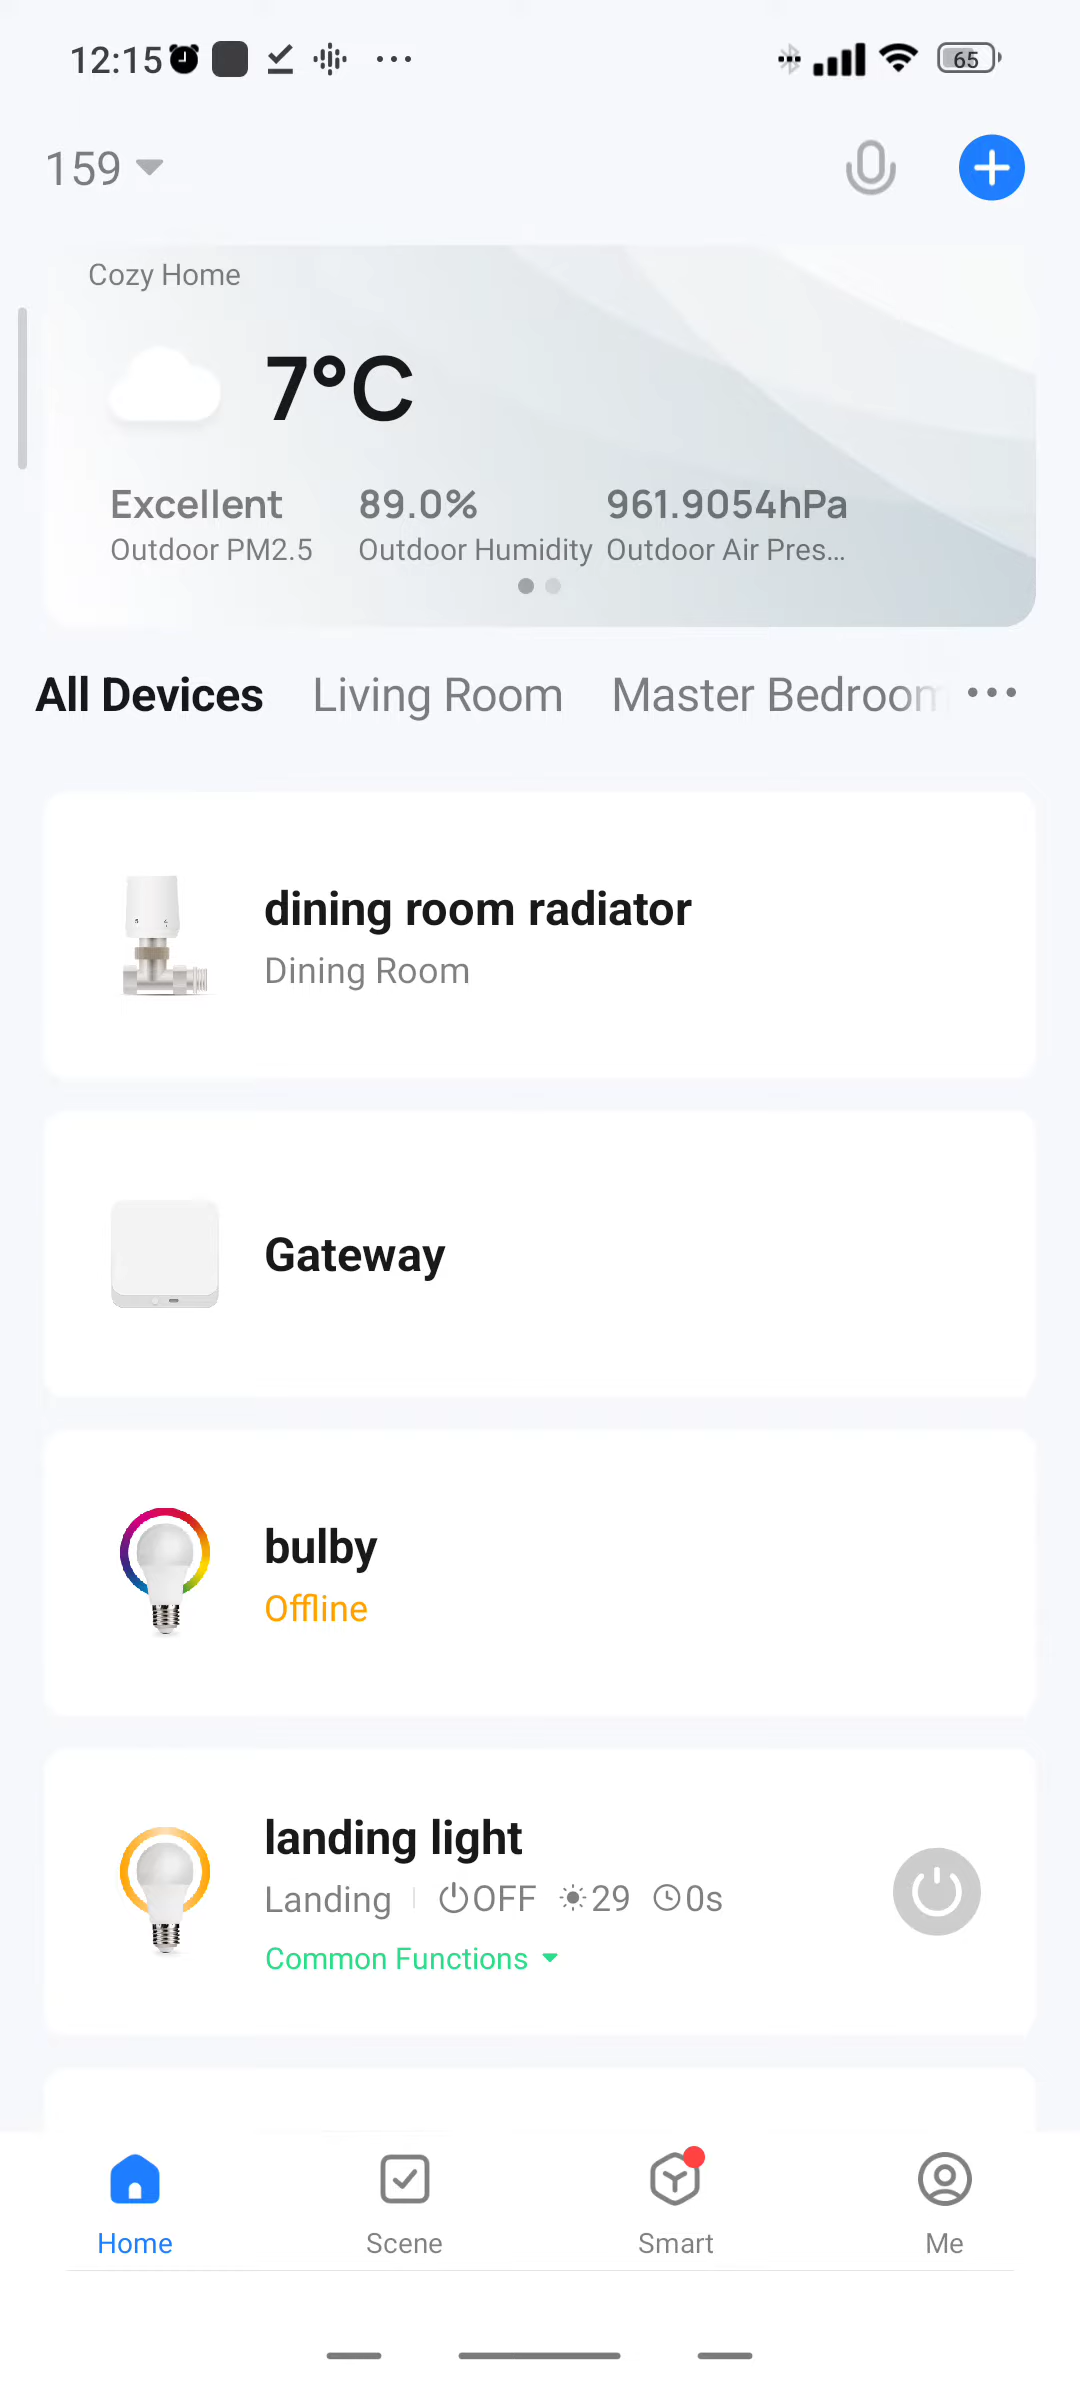 12:15
65
159
Cozy Home
7°C
Excellent 89.0% 961.9054hPa
Outdoor PM2.5 Outdoor Humidity Outdoor Air Pres...
All Devices Living Room Master Bedroom
dining room radiator
Dining Room
Gateway
bulby
Offline
landing light
Landing OFF 29 0s
Common Functions
Home Scene Smart Me